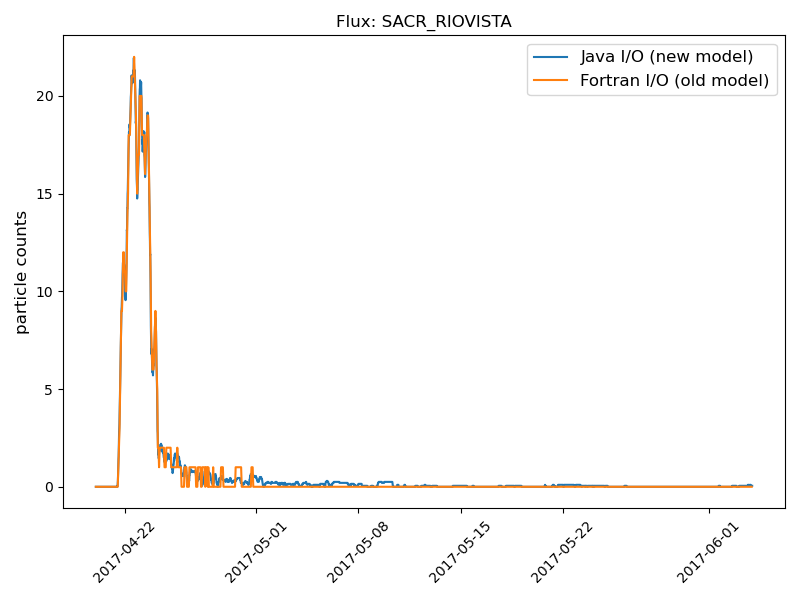 Flux: SACR_RIOVISTA
Java I/O (new model)
Fortran I/O (old model)
particle counts
20
15
10
5
0
2017-04-22
2017-05-01
2017-05-08
2017-05-15
2017-05-22
2017-06-01